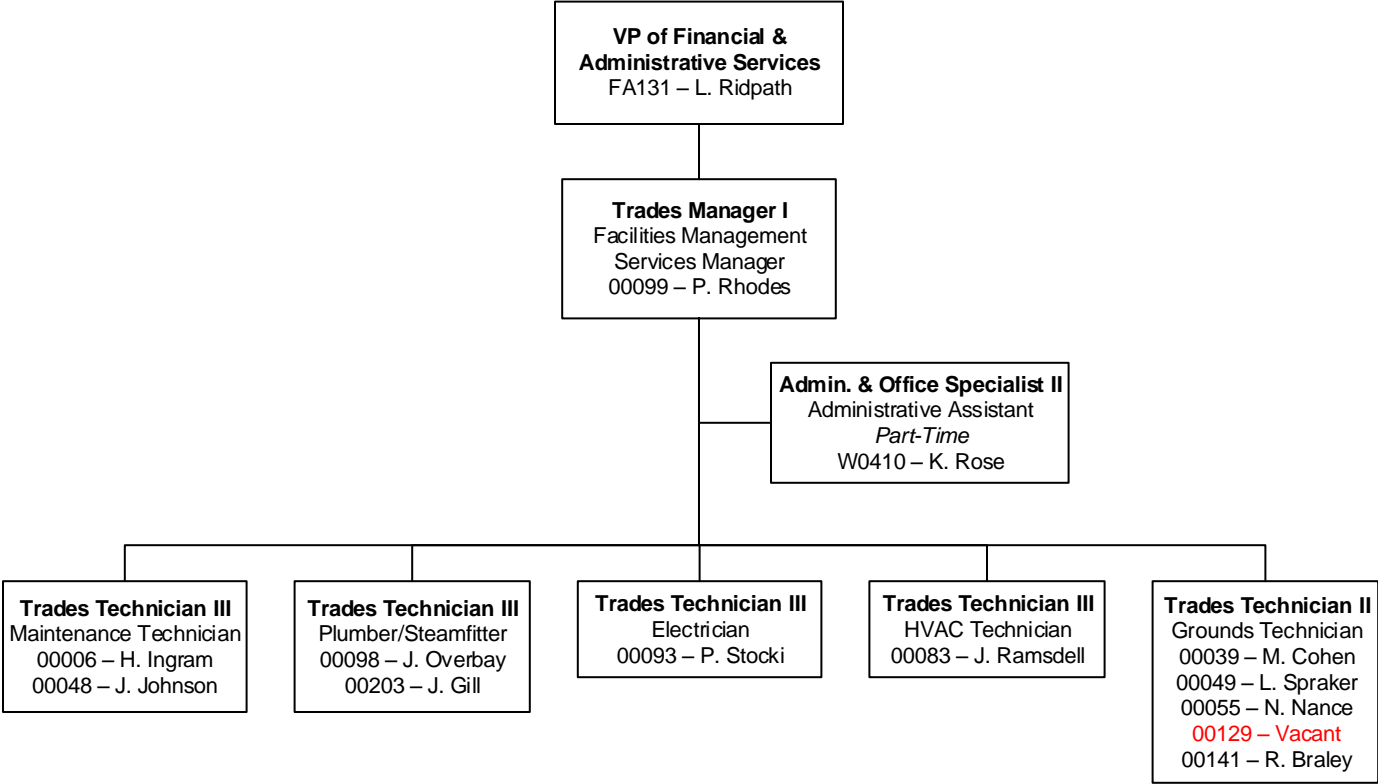 VP of Financial &
Administrative Services
FA131 – L. Ridpath
Trades Manager I
Facilities Management
Services Manager
00099 – P. Rhodes
Admin. & Office Specialist II
Administrative Assistant
Part-Time
W0410 – K. Rose
Trades Technician III
Maintenance Technician
00006 – H. Ingram
00048 – J. Johnson
Trades Technician III
Plumber/Steamfitter
00098 – J. Overbay
00203 – J. Gill
Trades Technician III
Electrician
00093 – P. Stocki
Trades Technician III
HVAC Technician
00083 – J. Ramsdell
Trades Technician II
Grounds Technician
00039 – M. Cohen
00049 – L. Spraker
00055 – N. Nance
00129 – Vacant
00141 – R. Braley